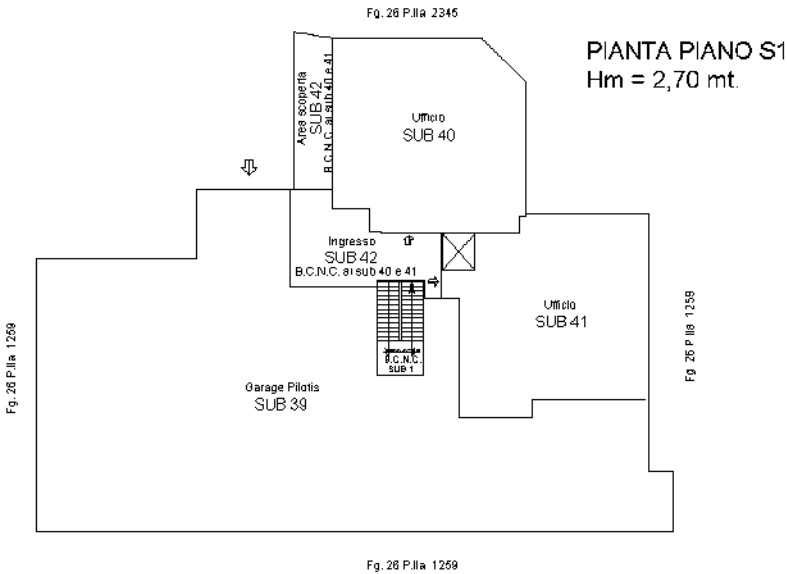 Fg. 26 P.lla 2345
PIANTA PIANO S1
Hm = 2,70 mt.
Area scoperta
SUB 42
B.C.N.C. ai sub 40 e 41
Ufficio
SUB 40
Ingresso
SUB 42
B.C.N.C. ai sub 40 e 41
Ufficio
SUB 41
B.C.N.C.
SUB 1
Garage Pilotis
SUB 39
Fg. 26 P.lla 1259
Fg. 26 P.lla 1259
Fg. 26 P.lla 1259